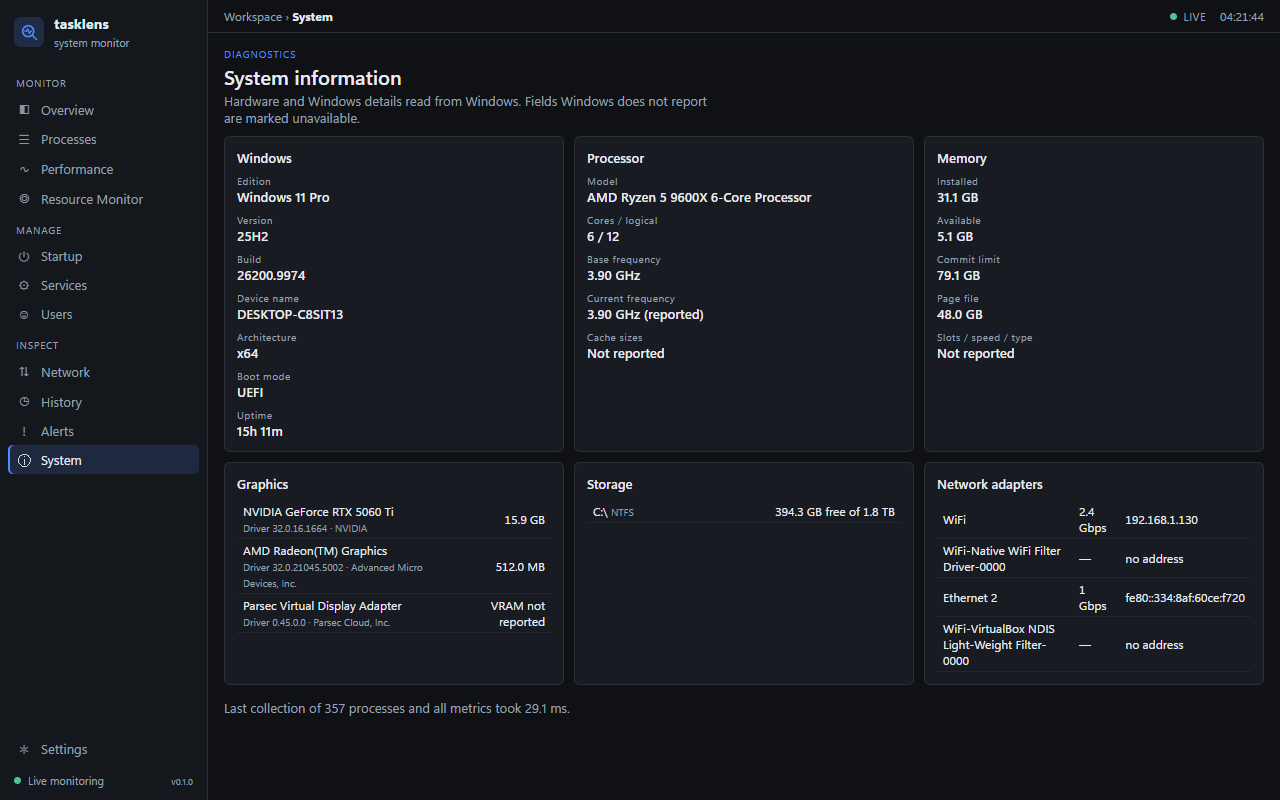 tasklens
system monitor
MONITOR
Overview
Processes
Performance
Resource Monitor
MANAGE
Startup
Services
Users
INSPECT
Network
History
Alerts
System
Settings
Live monitoring
v0.1.0
Workspace › System
LIVE 04:21:44
DIAGNOSTICS
System information
Hardware and Windows details read from Windows. Fields Windows does not report
are marked unavailable.
Windows
Edition
Windows 11 Pro
Version
25H2
Build
26200.9974
Device name
DESKTOP-C8SIT13
Architecture
x64
Boot mode
UEFI
Uptime
15h 11m
Processor
Model
AMD Ryzen 5 9600X 6-Core Processor
Cores / logical
6 / 12
Base frequency
3.90 GHz
Current frequency
3.90 GHz (reported)
Cache sizes
Not reported
Memory
Installed
31.1 GB
Available
5.1 GB
Commit limit
79.1 GB
Page file
48.0 GB
Slots / speed / type
Not reported
Graphics
NVIDIA GeForce RTX 5060 Ti
Driver 32.0.16.1664 · NVIDIA
15.9 GB
AMD Radeon(TM) Graphics
Driver 32.0.21045.5002 · Advanced Micro
Devices, Inc.
512.0 MB
Parsec Virtual Display Adapter
Driver 0.45.0.0 · Parsec Cloud, Inc.
VRAM not
reported
Storage
C:\ NTFS 394.3 GB free of 1.8 TB
Network adapters
WiFi
2.4
Gbps
192.168.1.130
WiFi-Native WiFi Filter
Driver-0000
—
no address
Ethernet 2
1
Gbps
fe80::334:8af:60ce:f720
WiFi-VirtualBox NDIS
Light-Weight Filter-
0000
—
no address
Last collection of 357 processes and all metrics took 29.1 ms.